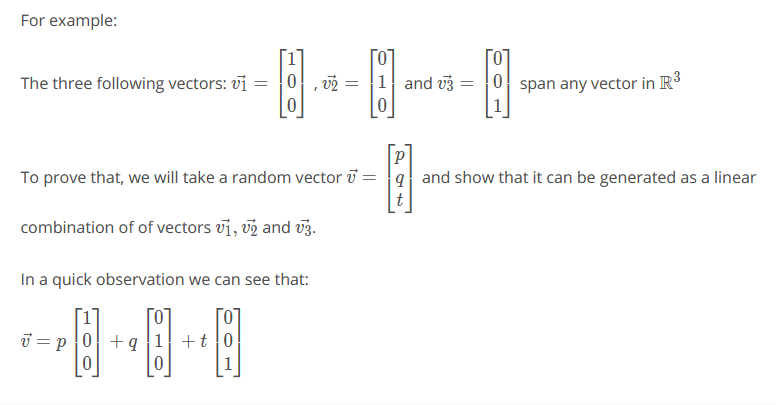 For example:
The three following vectors: $\vec{v_1} = \begin{bmatrix} 1 \\ 0 \\ 0 \end{bmatrix}$ , $\vec{v_2} = \begin{bmatrix} 0 \\ 1 \\ 0 \end{bmatrix}$ and $\vec{v_3} = \begin{bmatrix} 0 \\ 0 \\ 1 \end{bmatrix}$ span any vector in $\mathbb{R}^3$
To prove that, we will take a random vector $\vec{v} = \begin{bmatrix} p \\ q \\ t \end{bmatrix}$ and show that it can be generated as a linear
combination of of vectors $\vec{v_1}, \vec{v_2}$ and $\vec{v_3}$.
In a quick observation we can see that:
$\vec{v} = p \begin{bmatrix} 1 \\ 0 \\ 0 \end{bmatrix} + q \begin{bmatrix} 0 \\ 1 \\ 0 \end{bmatrix} + t \begin{bmatrix} 0 \\ 0 \\ 1 \end{bmatrix}$